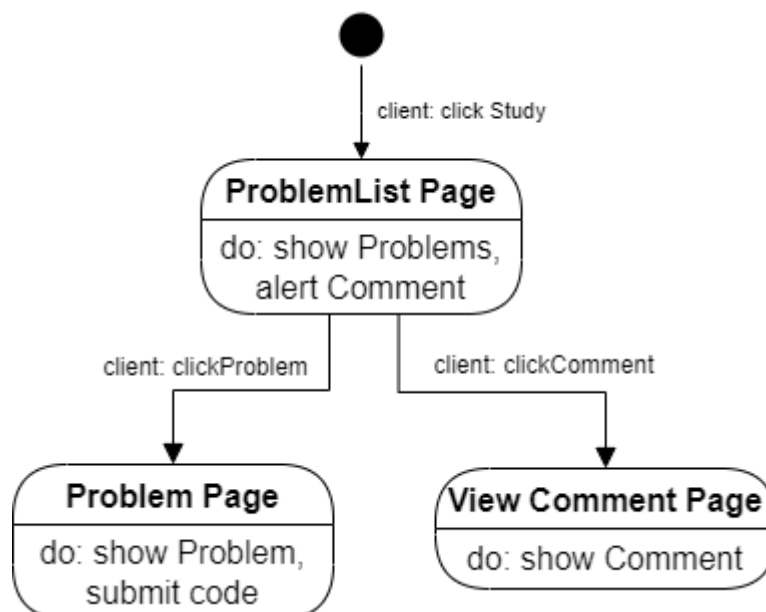 client: click Study
ProblemList Page
do: show Problems,
alert Comment
client: clickProblem
client: clickComment
Problem Page
do: show Problem,
submit code
View Comment Page
do: show Comment